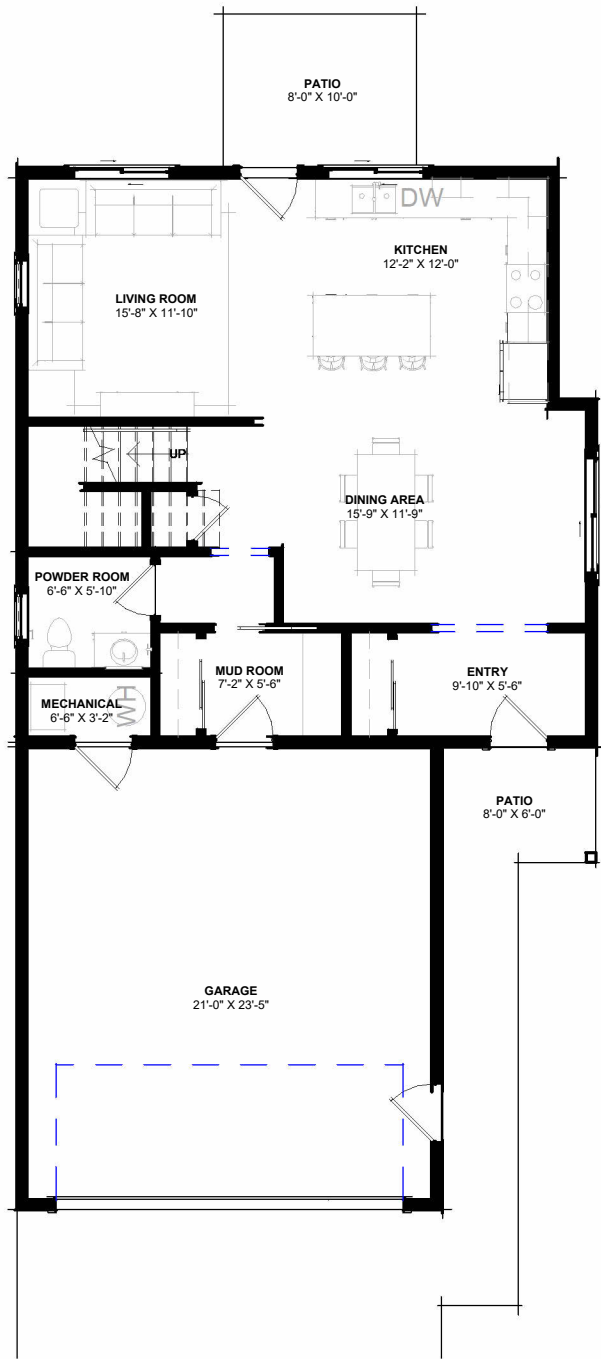 PATIO
8'-0" X 10'-0"
DW
KITCHEN
12'-2" X 12'-0"
LIVING ROOM
15'-8" X 11'-10"
UP
DINING AREA
15'-9" X 11'-9"
POWDER ROOM
6'-6" X 5'-10"
MUD ROOM
7'-2" X 5'-6"
ENTRY
9'-10" X 5'-6"
MECHANICAL
6'-6" X 3'-2"
HW
PATIO
8'-0" X 6'-0"
GARAGE
21'-0" X 23'-5"